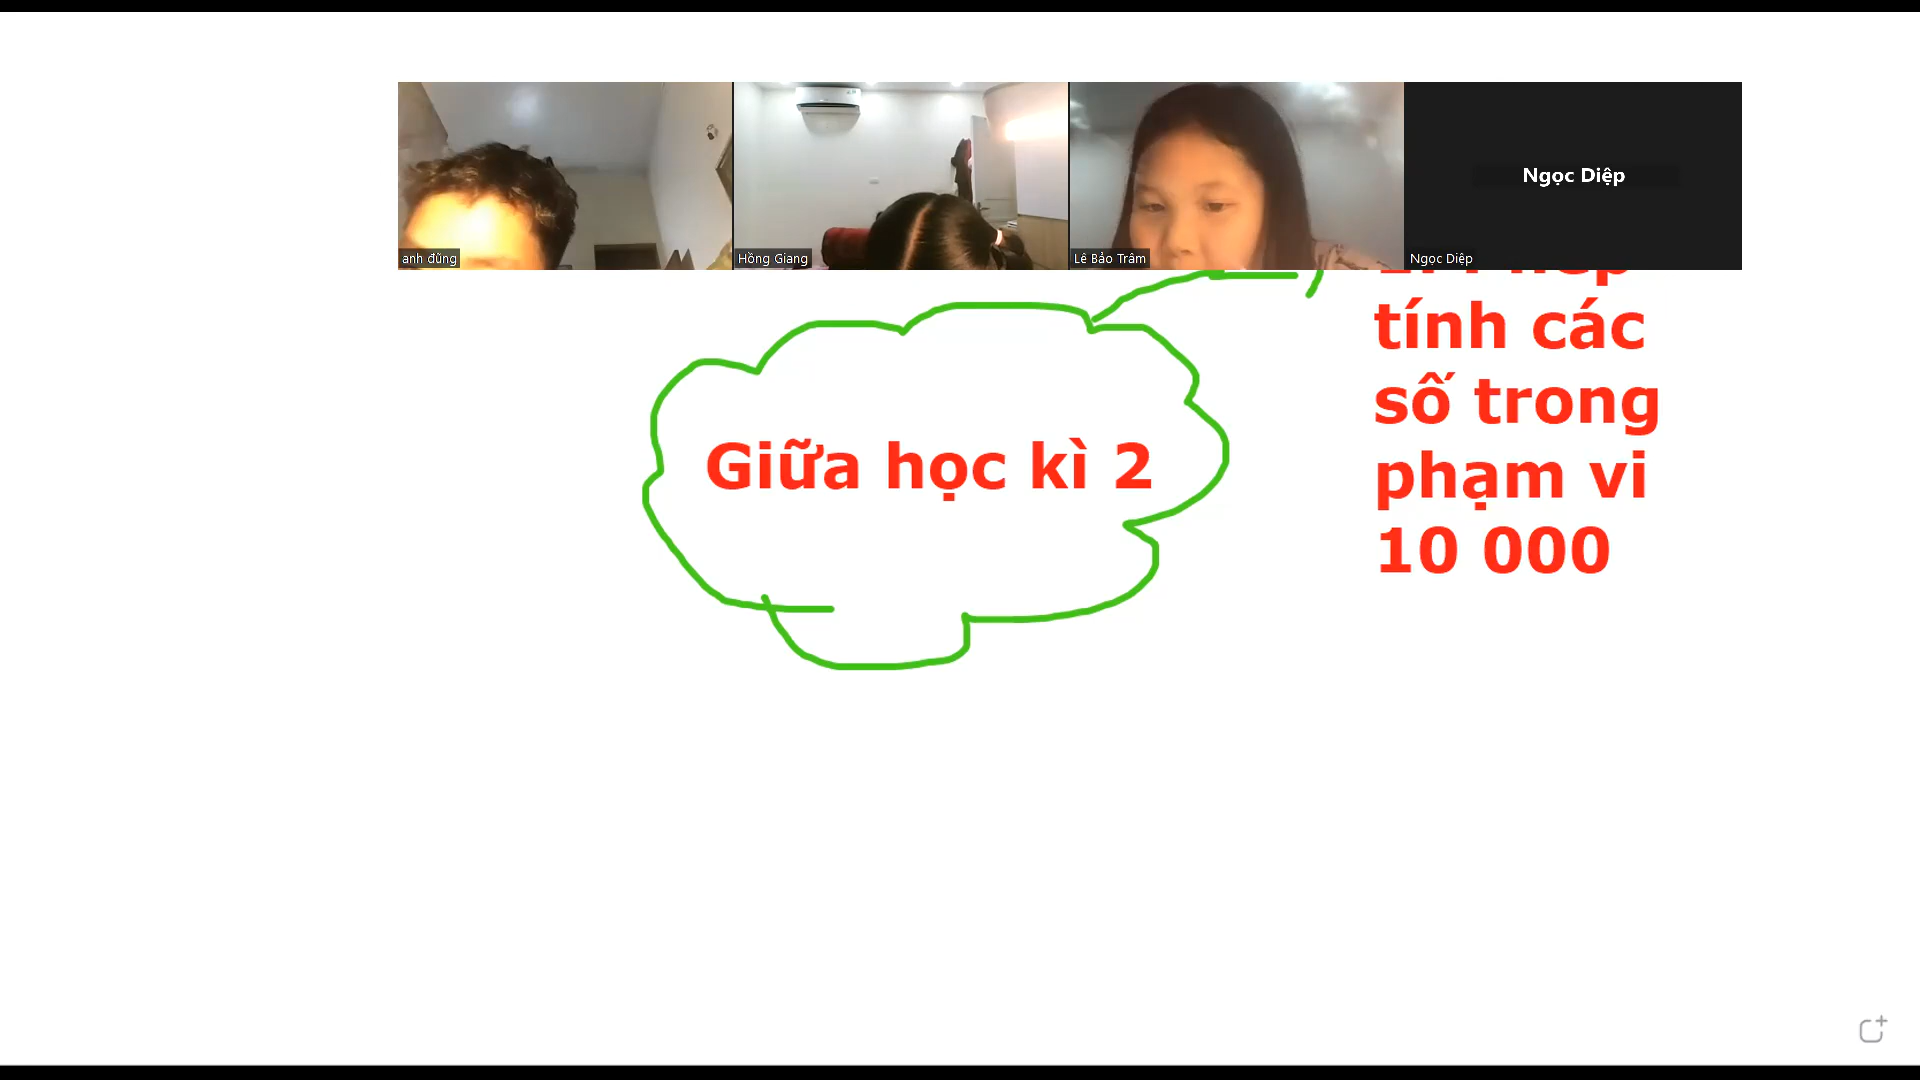 Ngọc Diệp
anh đũng
Hồng Giang
Lê Bảo Trâm
Ngọc Diệp
tính các
số trong
phạm vi
10 000
Giữa học kì 2